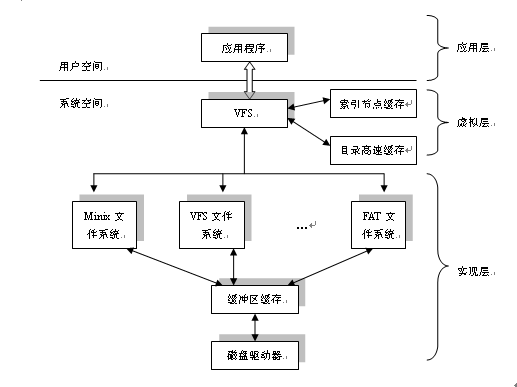 应用程序
应用层
用户空间
系统空间
VFS
索引节点缓存
虚拟层
目录高速缓存
Minix 文
件系统
VFS 文件
系统
...
FAT 文
件系统
实现层
缓冲区缓存
磁盘驱动器